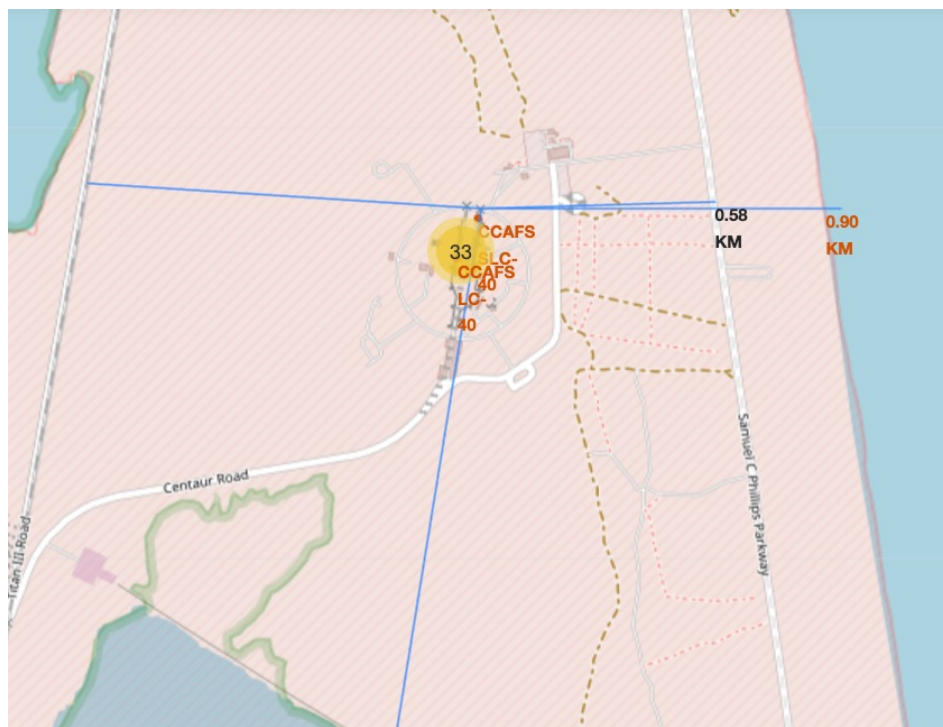 0.58
KM
0.90
KM
CCAFS
SLC-
40
33
CCAFS
LC-
40
Samuel C Phillips Parkway
Centaur Road
Titan III Road